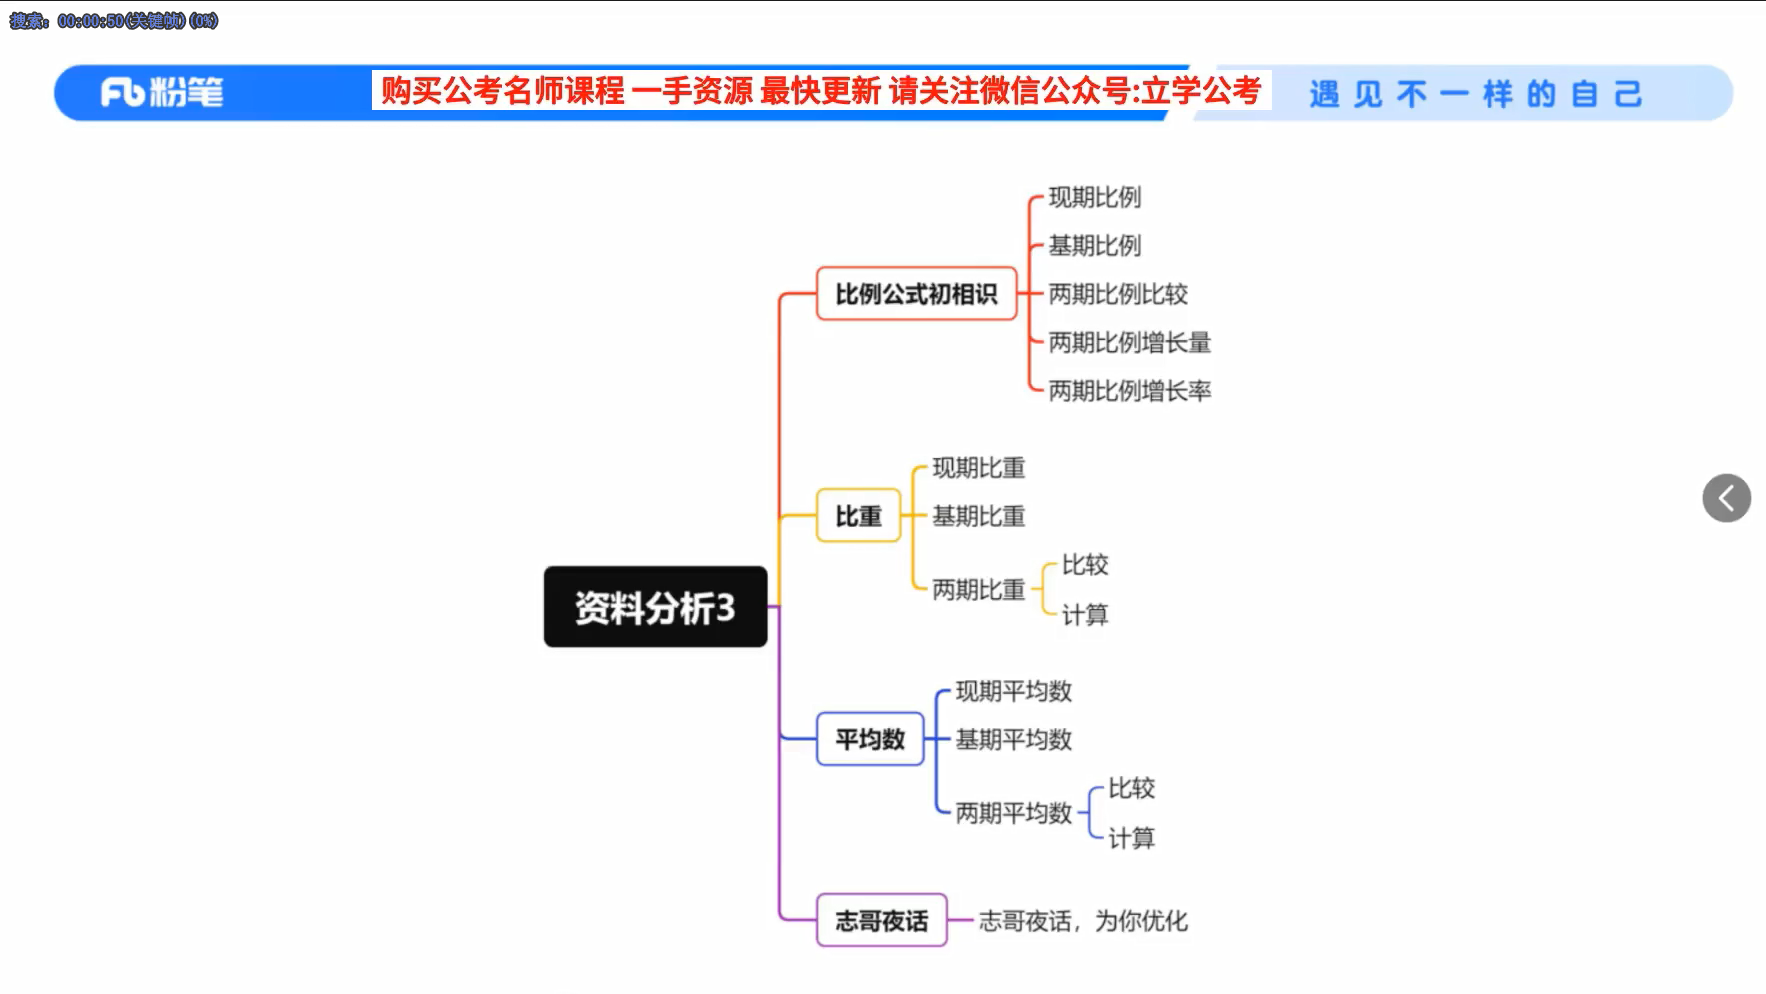 搜索: 00:00:50(关键帧)(0%)
粉笔
购买公考名师课程 一手资源 最快更新 请关注微信公众号:立学公考
遇见不一样的自己
现期比例
基期比例
比例公式初相识
两期比例比较
两期比例增长量
两期比例增长率
现期比重
比重
基期比重
比较
两期比重
计算
资料分析3
现期平均数
平均数
基期平均数
比较
两期平均数
计算
志哥夜话
志哥夜话，为你优化